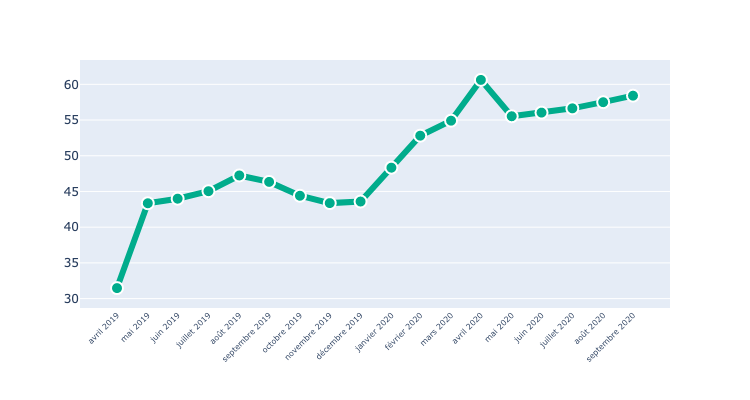 60
55
50
45
40
35
30
avril 2019
mai 2019
juin 2019
juillet 2019
août 2019
septembre 2019
octobre 2019
novembre 2019
décembre 2019
janvier 2020
février 2020
mars 2020
avril 2020
mai 2020
juin 2020
juillet 2020
août 2020
septembre 2020